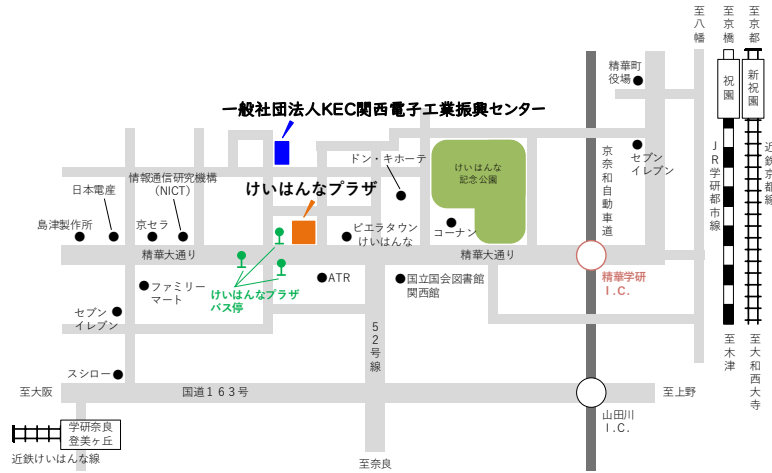 至八幡
至京橋
至京都
祝園
新祝園
精華町
役場
一般社団法人KEC関西電子工業振興センター
ドン・キホーテ
けいはんな
記念公園
京奈和自動車道
セブン
イレブン
JR学研都市線
近鉄京都線
情報通信研究機構
（NICT）
けいはんなプラザ
日本電産
島津製作所
京セラ
ピエラタウン
けいはんな
コーナン
精華大通り
精華大通り
精華学研
I.C.
ATR
国立国会図書館
関西館
ファミリー
マート
けいはんなプラザ
バス停
セブン
イレブン
52号線
至木津
至大和西大寺
スシロー
至大阪
国道163号
至上野
山田川
I.C.
学研奈良
登美ヶ丘
近鉄けいはんな線
至奈良